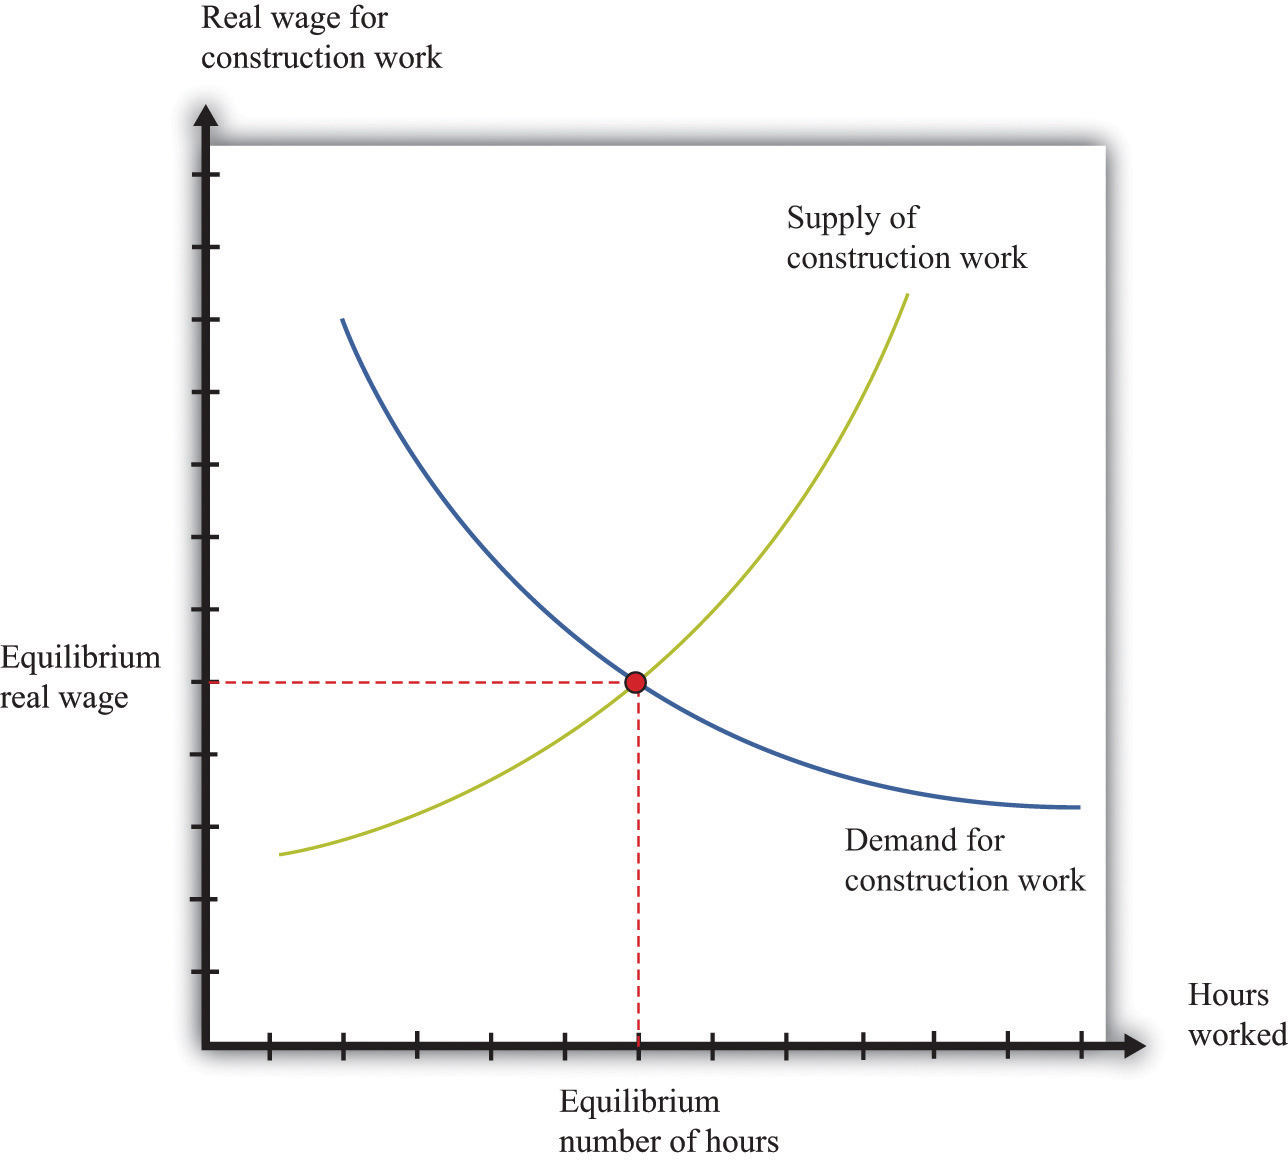 Real wage for
construction work
Supply of
construction work
Equilibrium
real wage
Demand for
construction work
Hours
worked
Equilibrium
number of hours